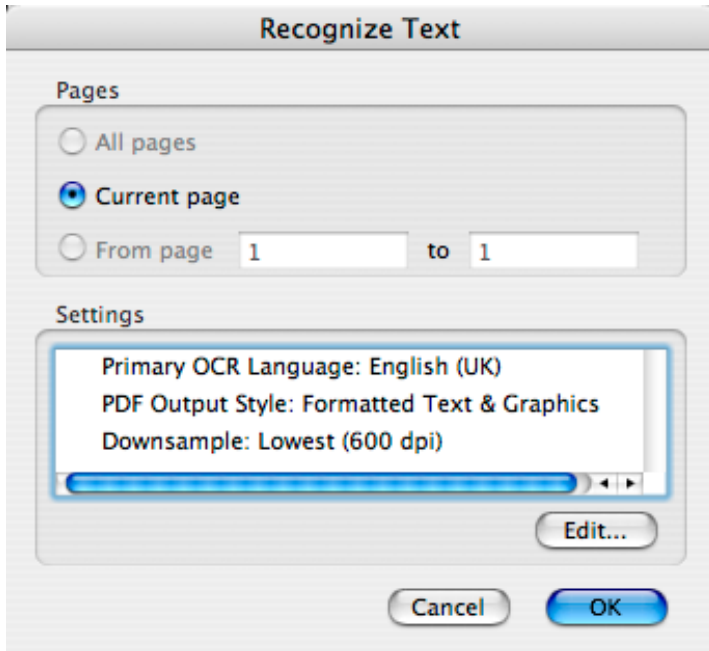 Recognize Text
Pages
All pages
Current page
From page 1 to 1
Settings
Primary OCR Language: English (UK)
PDF Output Style: Formatted Text & Graphics
Downsample: Lowest (600 dpi)
Edit...
Cancel OK